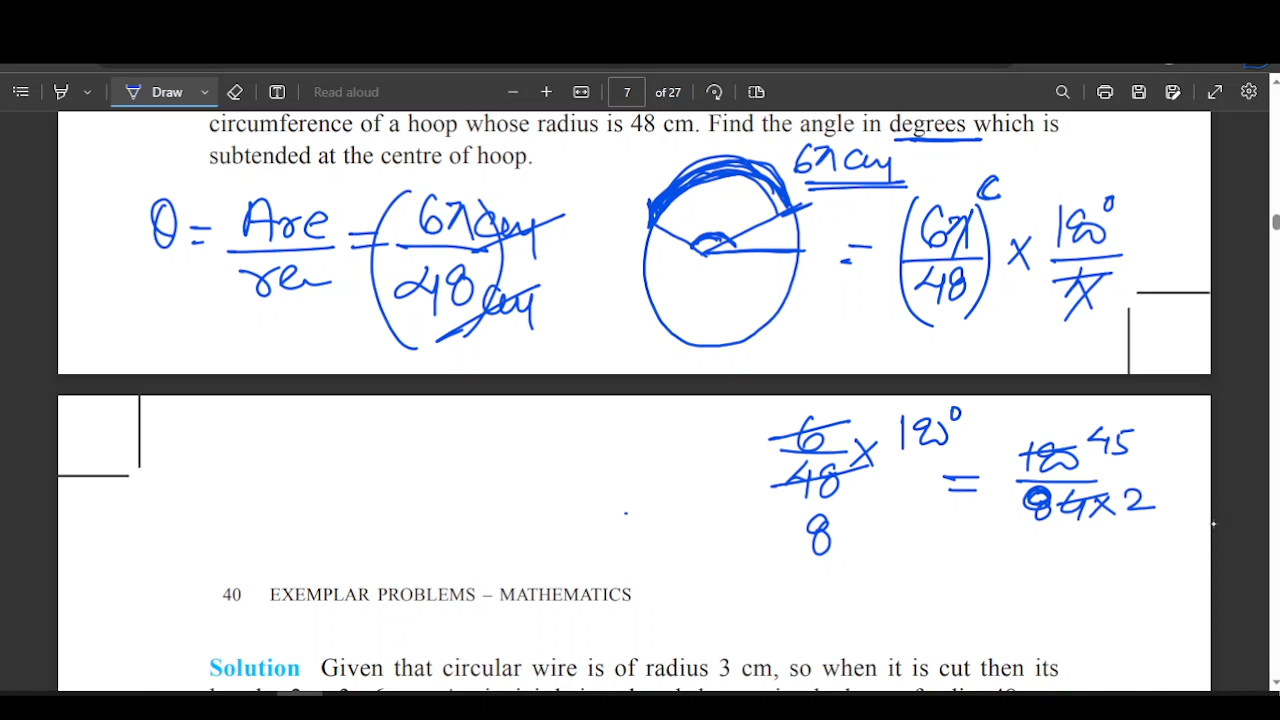 Draw
Read aloud
7 of 27
circumference of a hoop whose radius is 48 cm. Find the angle in degrees which is
subtended at the centre of hoop.
6π cm
θ = Arc/rad = (6π cm/48 cm)
= (6π/48)ᶜ × 180°/π
6/48 × 180° = 180/4×2 45
8
40 EXEMPLAR PROBLEMS – MATHEMATICS
Solution Given that circular wire is of radius 3 cm, so when it is cut then its